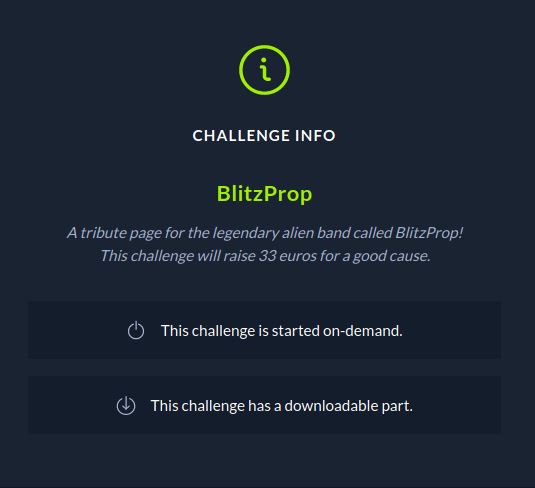 CHALLENGE INFO
BlitzProp
A tribute page for the legendary alien band called BlitzProp!
This challenge will raise 33 euros for a good cause.
This challenge is started on-demand.
This challenge has a downloadable part.